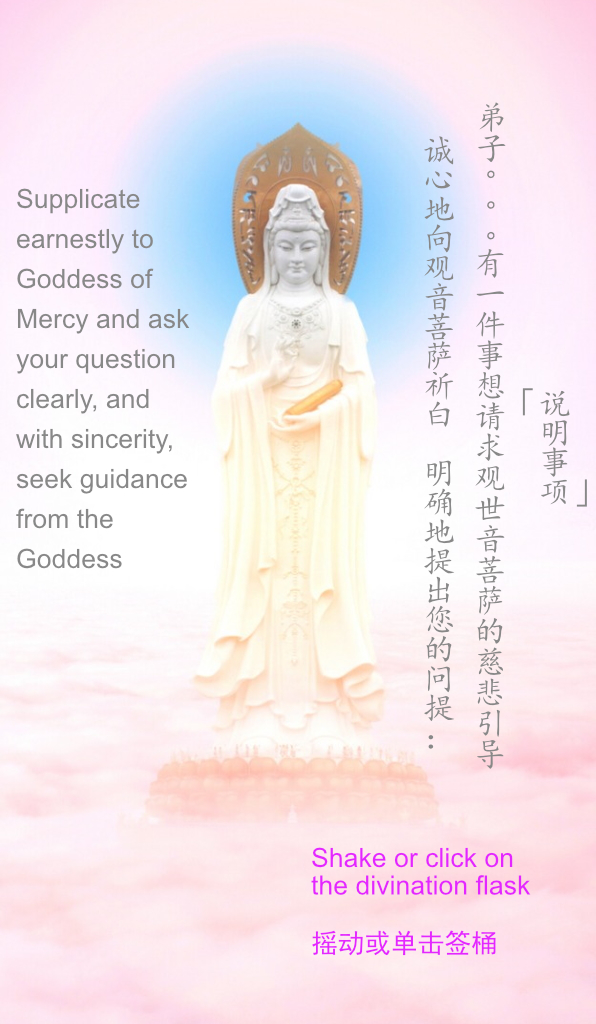 Supplicate
earnestly to
Goddess of
Mercy and ask
your question
clearly, and
with sincerity,
seek guidance
from the
Goddess
「说明事项」
弟子。。。有一件事想请求观世音菩萨的慈悲引导
诚心地向观音菩萨祈白 明确地提出您的问提：
Shake or click on
the divination flask
摇动或单击签桶